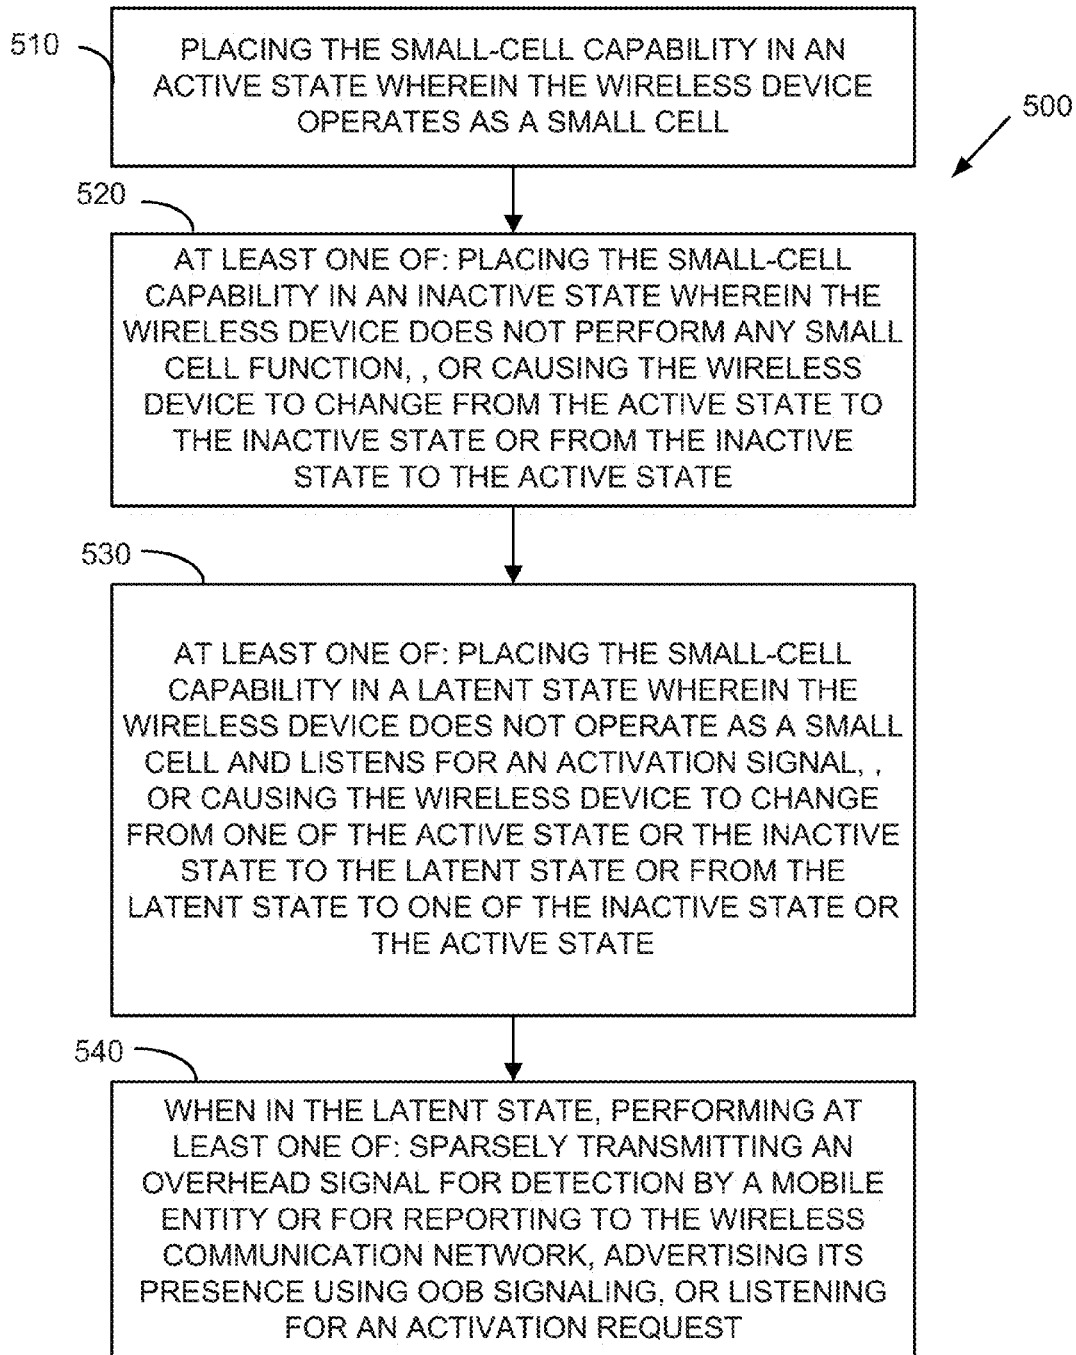 510
PLACING THE SMALL-CELL CAPABILITY IN AN
ACTIVE STATE WHEREIN THE WIRELESS DEVICE
OPERATES AS A SMALL CELL
500
520
AT LEAST ONE OF: PLACING THE SMALL-CELL
CAPABILITY IN AN INACTIVE STATE WHEREIN THE
WIRELESS DEVICE DOES NOT PERFORM ANY SMALL
CELL FUNCTION, , OR CAUSING THE WIRELESS
DEVICE TO CHANGE FROM THE ACTIVE STATE TO
THE INACTIVE STATE OR FROM THE INACTIVE
STATE TO THE ACTIVE STATE
530
AT LEAST ONE OF: PLACING THE SMALL-CELL
CAPABILITY IN A LATENT STATE WHEREIN THE
WIRELESS DEVICE DOES NOT OPERATE AS A SMALL
CELL AND LISTENS FOR AN ACTIVATION SIGNAL, ,
OR CAUSING THE WIRELESS DEVICE TO CHANGE
FROM ONE OF THE ACTIVE STATE OR THE INACTIVE
STATE TO THE LATENT STATE OR FROM THE
LATENT STATE TO ONE OF THE INACTIVE STATE OR
THE ACTIVE STATE
540
WHEN IN THE LATENT STATE, PERFORMING AT
LEAST ONE OF: SPARSELY TRANSMITTING AN
OVERHEAD SIGNAL FOR DETECTION BY A MOBILE
ENTITY OR FOR REPORTING TO THE WIRELESS
COMMUNICATION NETWORK, ADVERTISING ITS
PRESENCE USING OOB SIGNALING, OR LISTENING
FOR AN ACTIVATION REQUEST